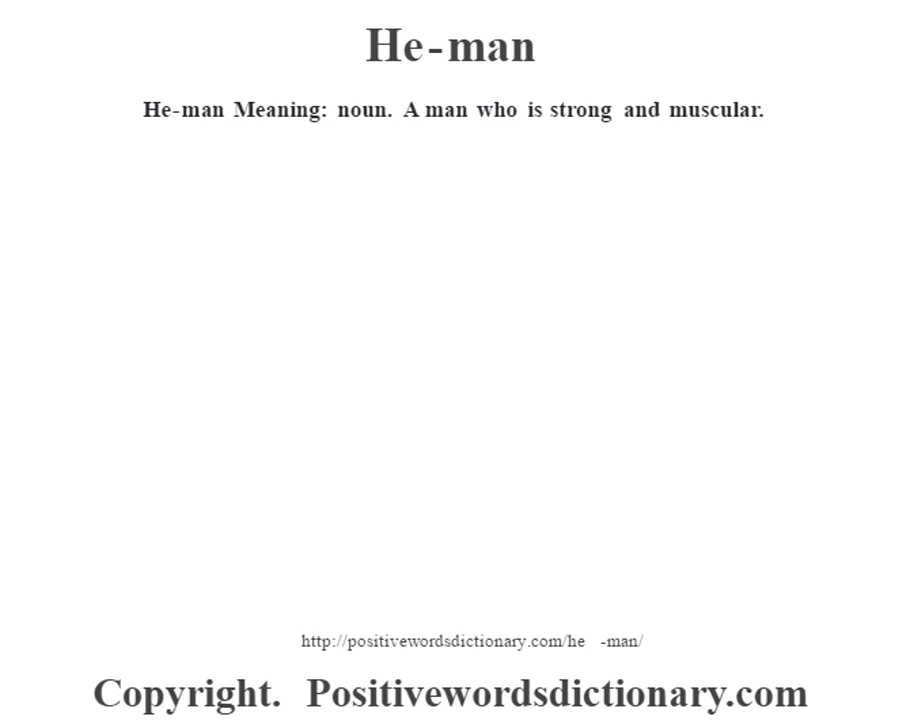 He-man
He-man Meaning: noun. A man who is strong and muscular.
http://positivewordsdictionary.com/he -man/
Copyright. Positivewordsdictionary.com